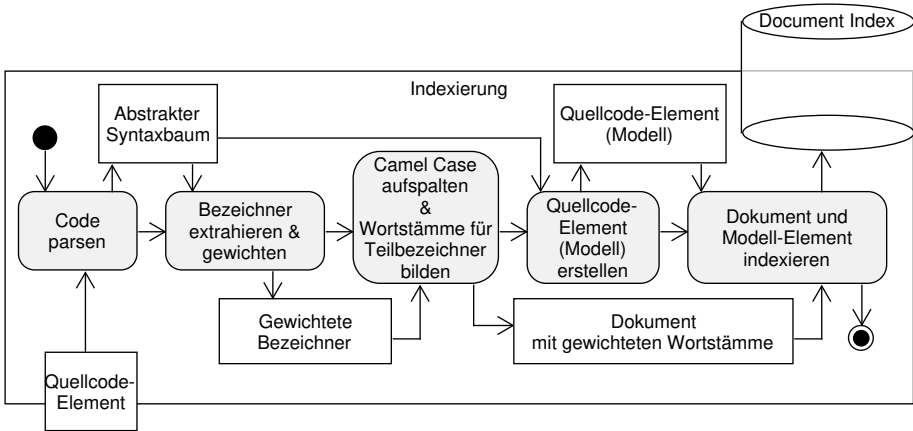 Document Index
Indexierung
Abstrakter
Syntaxbaum
Quellcode-Element
(Modell)
Code
parsen
Bezeichner
extrahieren &
gewichten
Camel Case
aufspalten
&
Wortstämme für
Teilbezeichner
bilden
Quellcode-
Element
(Modell)
erstellen
Dokument und
Modell-Element
indexieren
Gewichtete
Bezeichner
Dokument
mit gewichteten Wortstämme
Quellcode-
Element